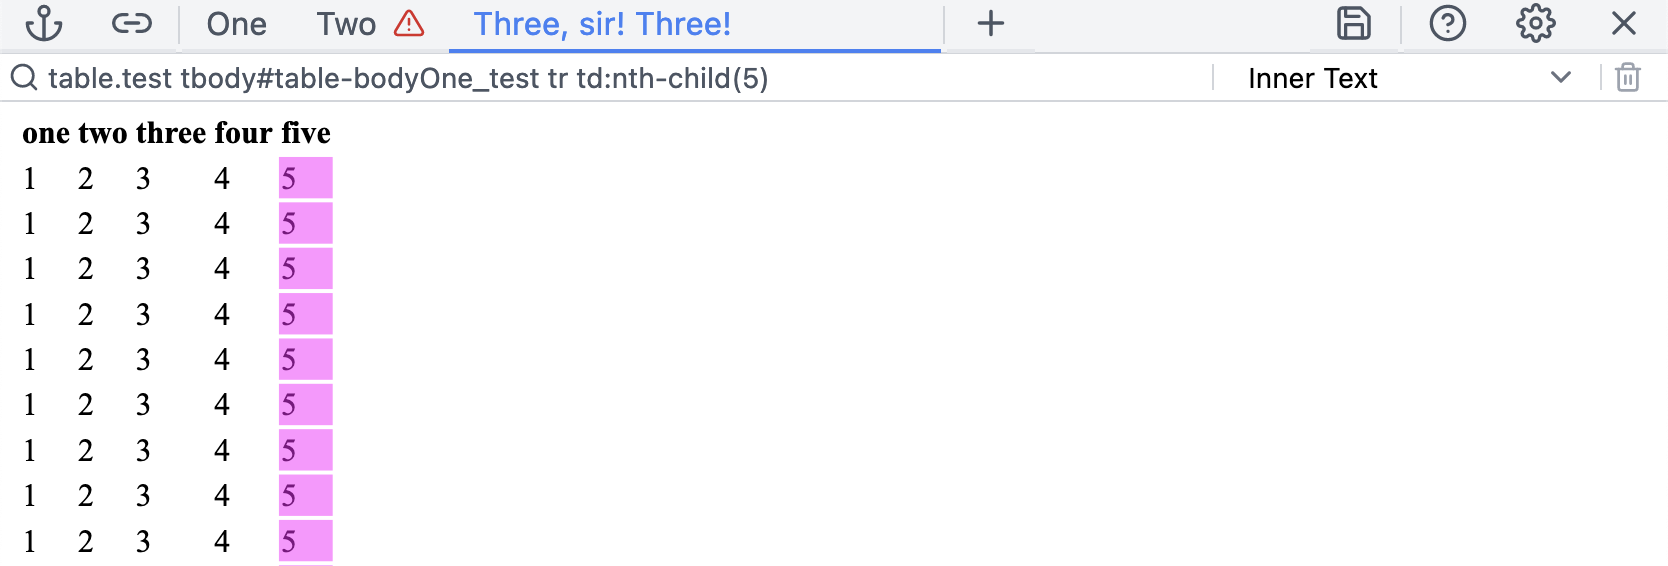 One Two Three, sir! Three!
table.test tbody#table-bodyOne_test tr td:nth-child(5) Inner Text
one two three four five
1 2 3 4 5
1 2 3 4 5
1 2 3 4 5
1 2 3 4 5
1 2 3 4 5
1 2 3 4 5
1 2 3 4 5
1 2 3 4 5
1 2 3 4 5